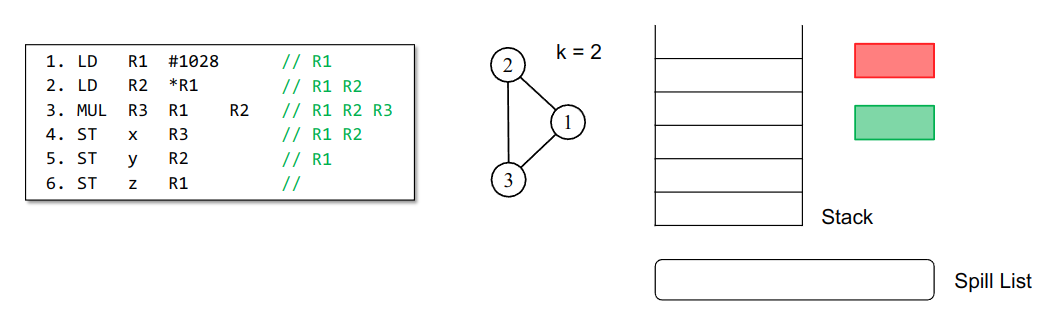 1. LD R1 #1028 // R1
2. LD R2 *R1 // R1 R2
3. MUL R3 R1 R2 // R1 R2 R3
4. ST x R3 // R1 R2
5. ST y R2 // R1
6. ST z R1 //
k = 2
2
1
3
Stack
Spill List